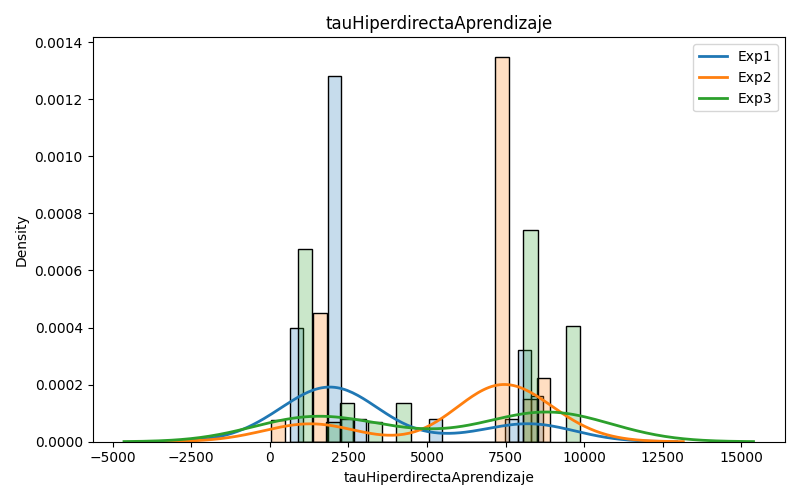 tauHiperdirectaAprendizaje
0.0014
0.0012
0.0010
0.0008
0.0006
0.0004
0.0002
0.0000
Density
Exp1
Exp2
Exp3
−5000 −2500 0 2500 5000 7500 10000 12500 15000
tauHiperdirectaAprendizaje